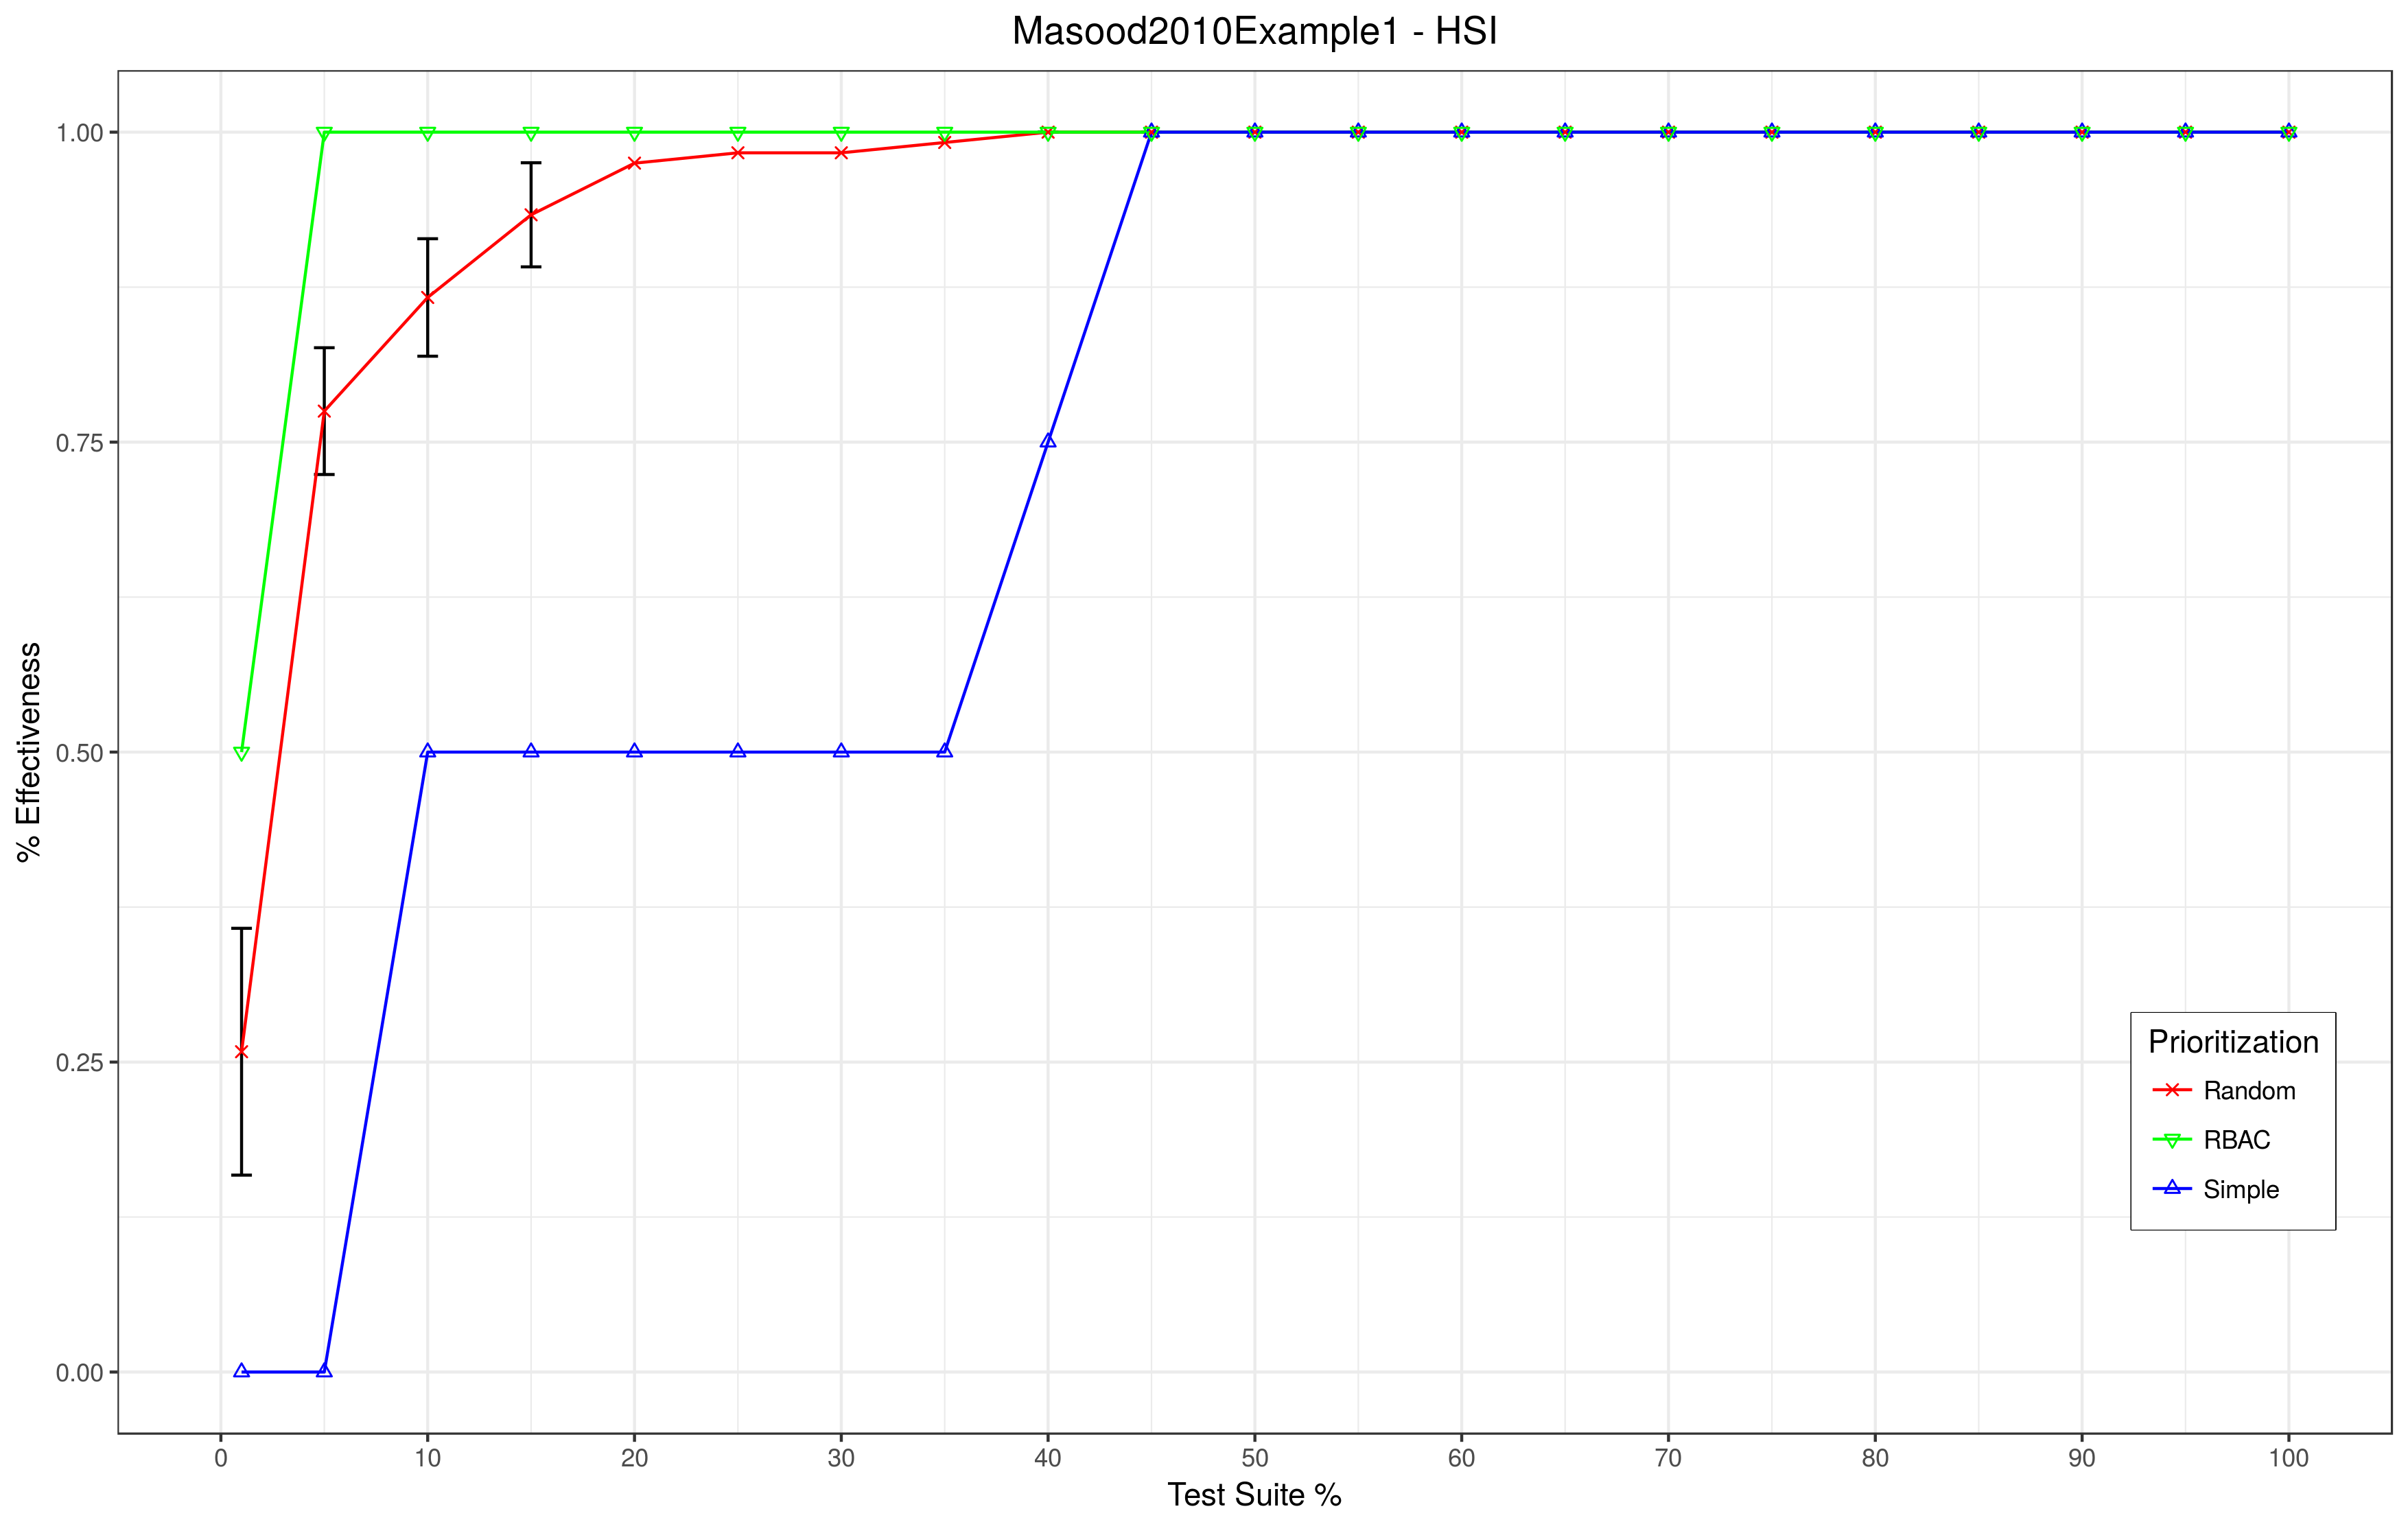 Masood2010Example1 - HSI
% Effectiveness
1.00
0.75
0.50
0.25
0.00
Prioritization
Random
RBAC
Simple
0 10 20 30 40 50 60 70 80 90 100
Test Suite %